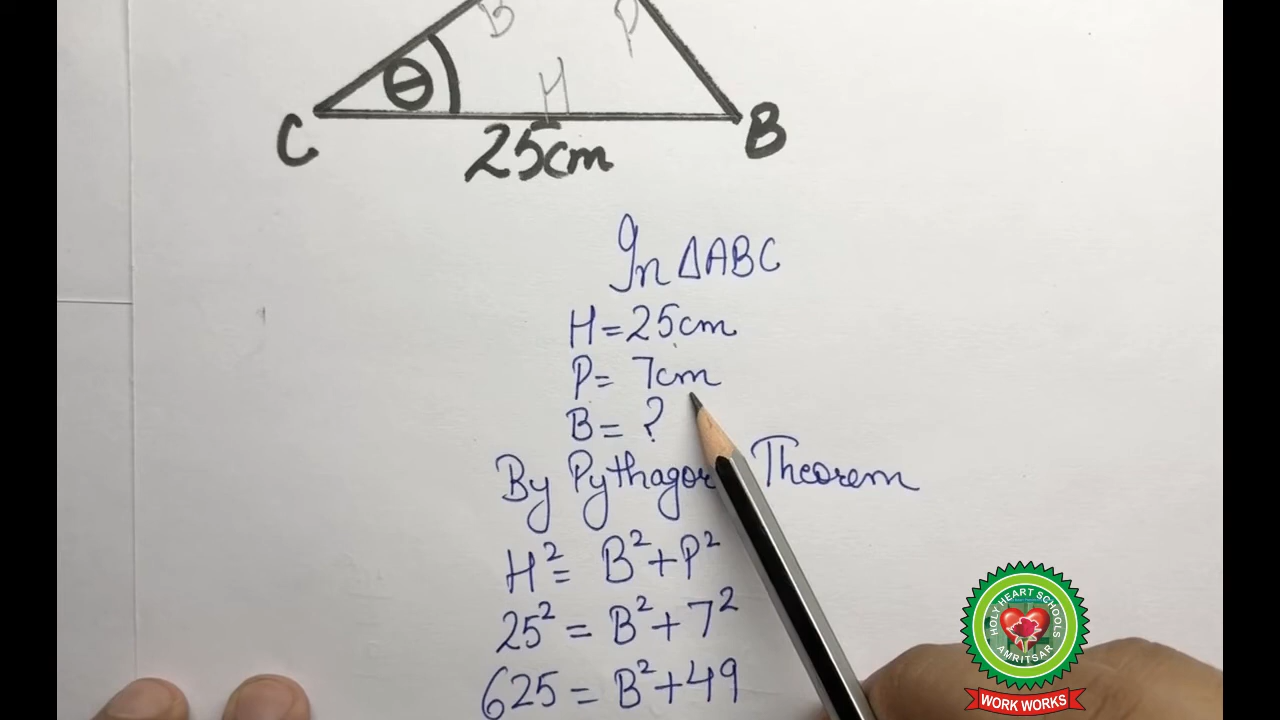 B P
θ H
C 25cm B
In ΔABC
H = 25cm
P = 7cm
B = ?
By Theorem
H² = B² + P²
25² = B² + 7²
625 = B² + 49
HOLY HEART SCHOOLS
AMRITSAR
WORK WORKS